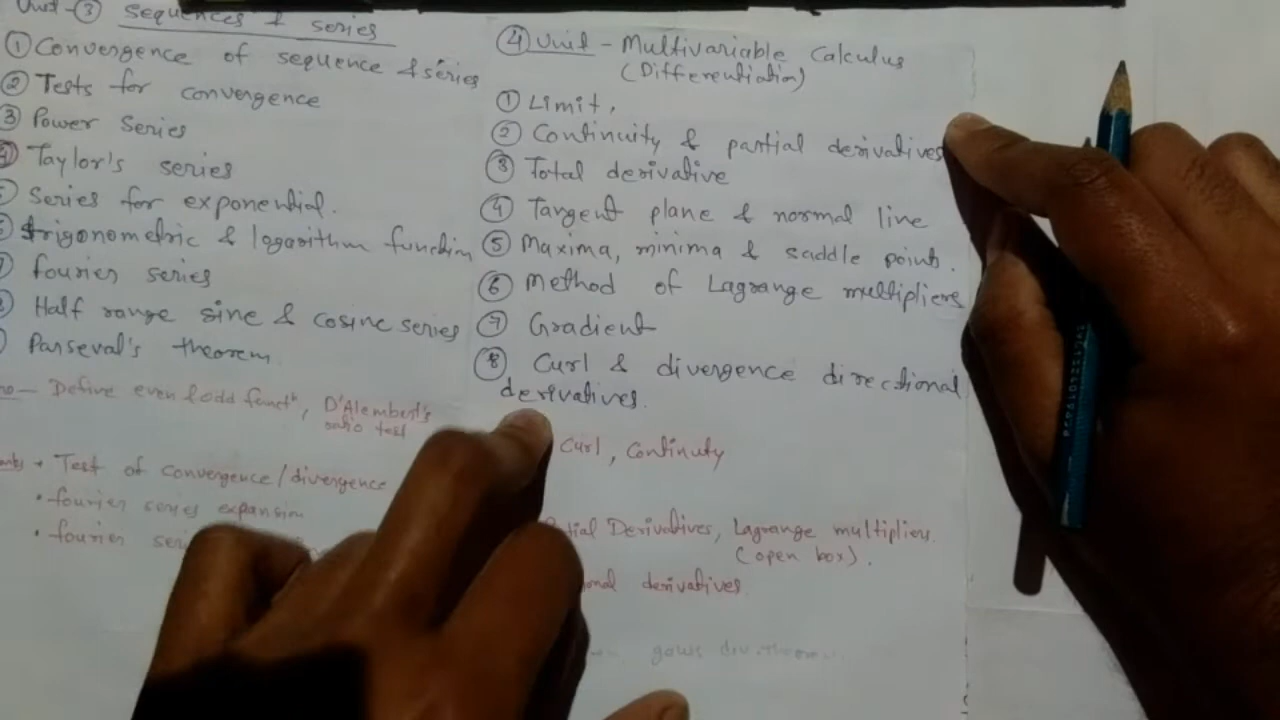 Unit-③ Sequences & series
① Convergence of sequence & series
② Tests for convergence
③ Power Series
Taylor's series
Series for exponential.
trigonometric & logarithm function
fourier series
Half range sine & cosine series
Parseval's theorem
Define even & odd functⁿ, D'Alembert's
ratio test
Test of convergence/divergence
• fourier series expansion
• fourier
④ Unit - Multivariable Calculus
(Differentiation)
① Limit,
② Continuity & partial derivatives
③ Total derivative
④ Tangent plane & normal line
⑤ Maxima, minima & saddle point.
⑥ Method of Lagrange multipliers
⑦ Gradient
⑧ Curl & divergence directional
derivatives.
Curl, Continuty
Derivatives, Lagrange multipliers.
(open box).
derivatives